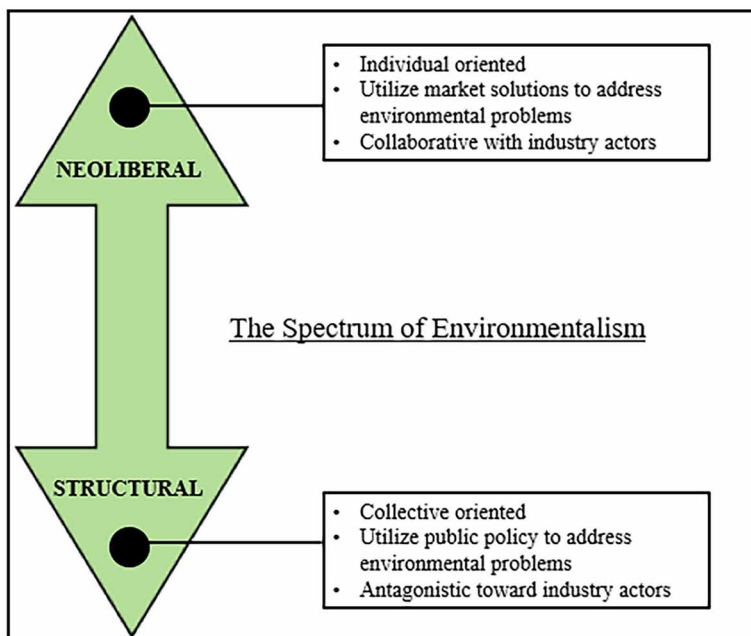 • Individual oriented
• Utilize market solutions to address
environmental problems
• Collaborative with industry actors
NEOLIBERAL
The Spectrum of Environmentalism
STRUCTURAL
• Collective oriented
• Utilize public policy to address
environmental problems
• Antagonistic toward industry actors